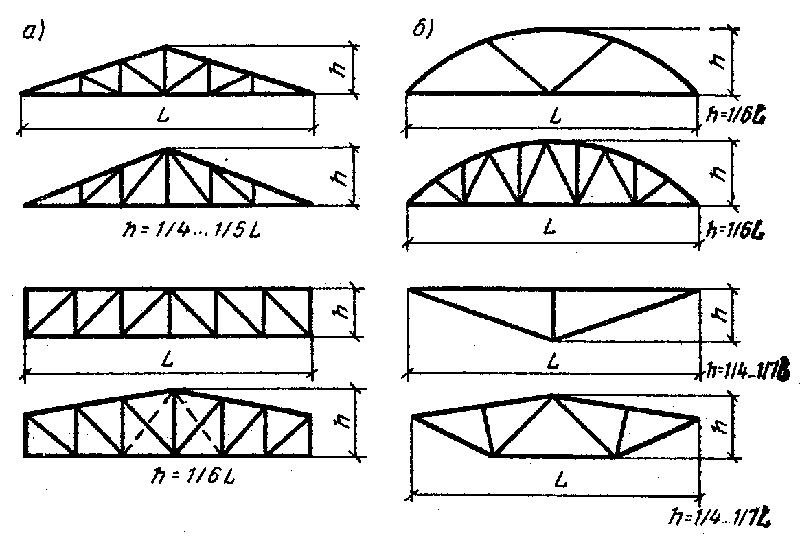 а) б)
h h
L L
h=1/6L
h h
h=1/4...1/5L L
h=1/6L
h h
L L
h=1/4...1/7L
h h
h=1/6L L
h=1/4...1/7L